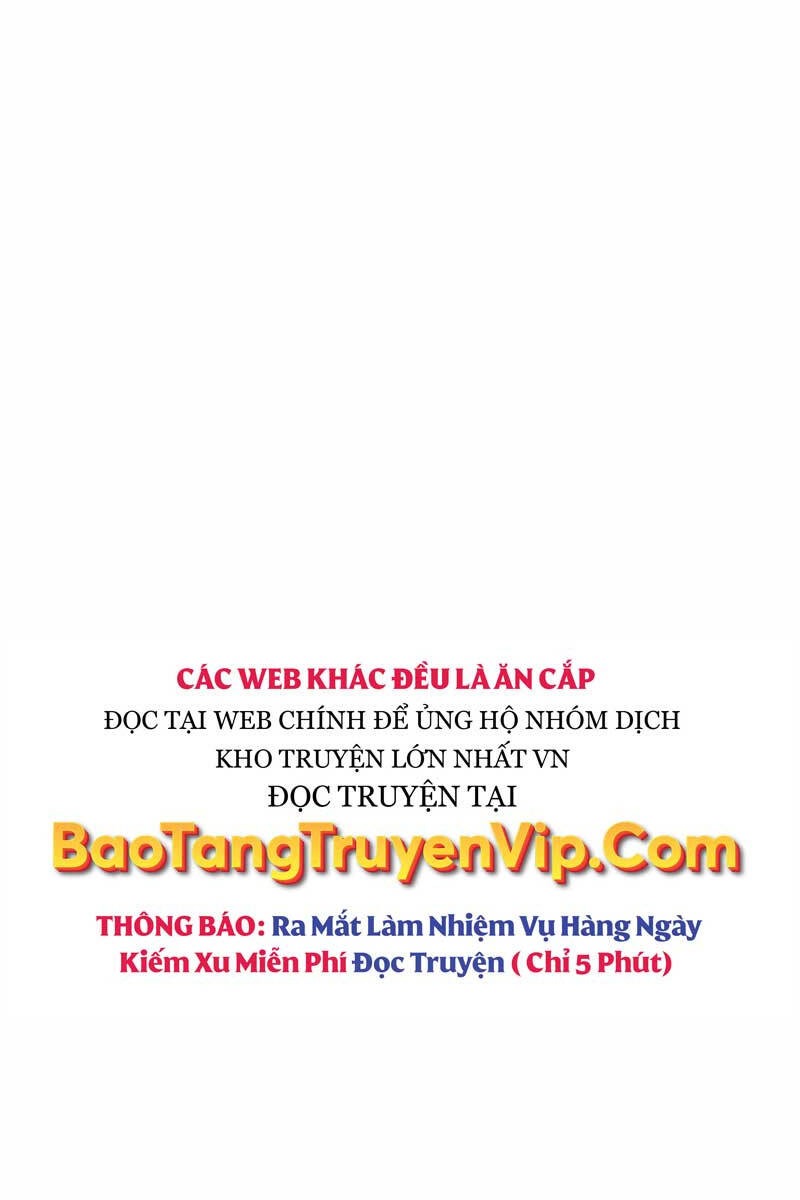 CÁC WEB KHÁC ĐỀU LÀ ĂN CẮP
ĐỌC TẠI WEB CHÍNH ĐỂ ỦNG HỘ NHÓM DỊCH
KHO TRUYỆN LỚN NHẤT VN
ĐỌC TRUYỆN TẠI
BaoTangTruyenVip.Com
THÔNG BÁO: Ra Mắt Làm Nhiệm Vụ Hàng Ngày
Kiếm Xu Miễn Phí Đọc Truyện ( Chỉ 5 Phút)